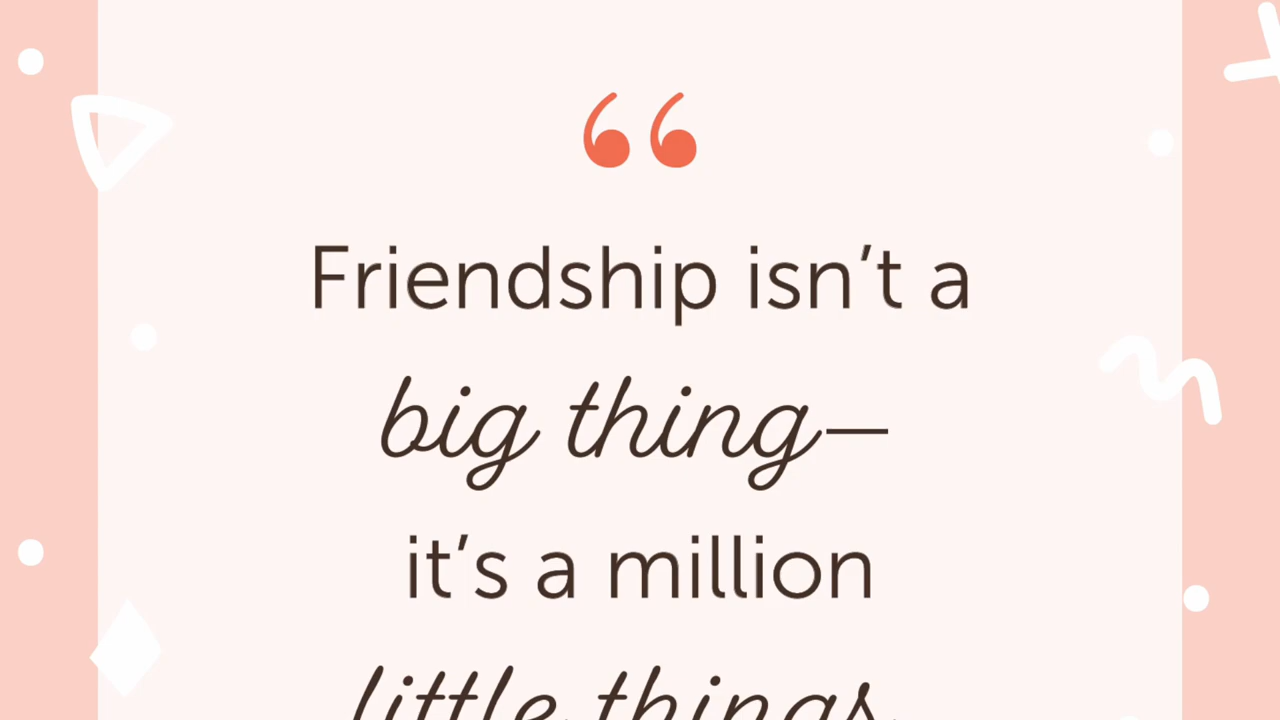 “
Friendship isn’t a
big thing—
it’s a million
little things.